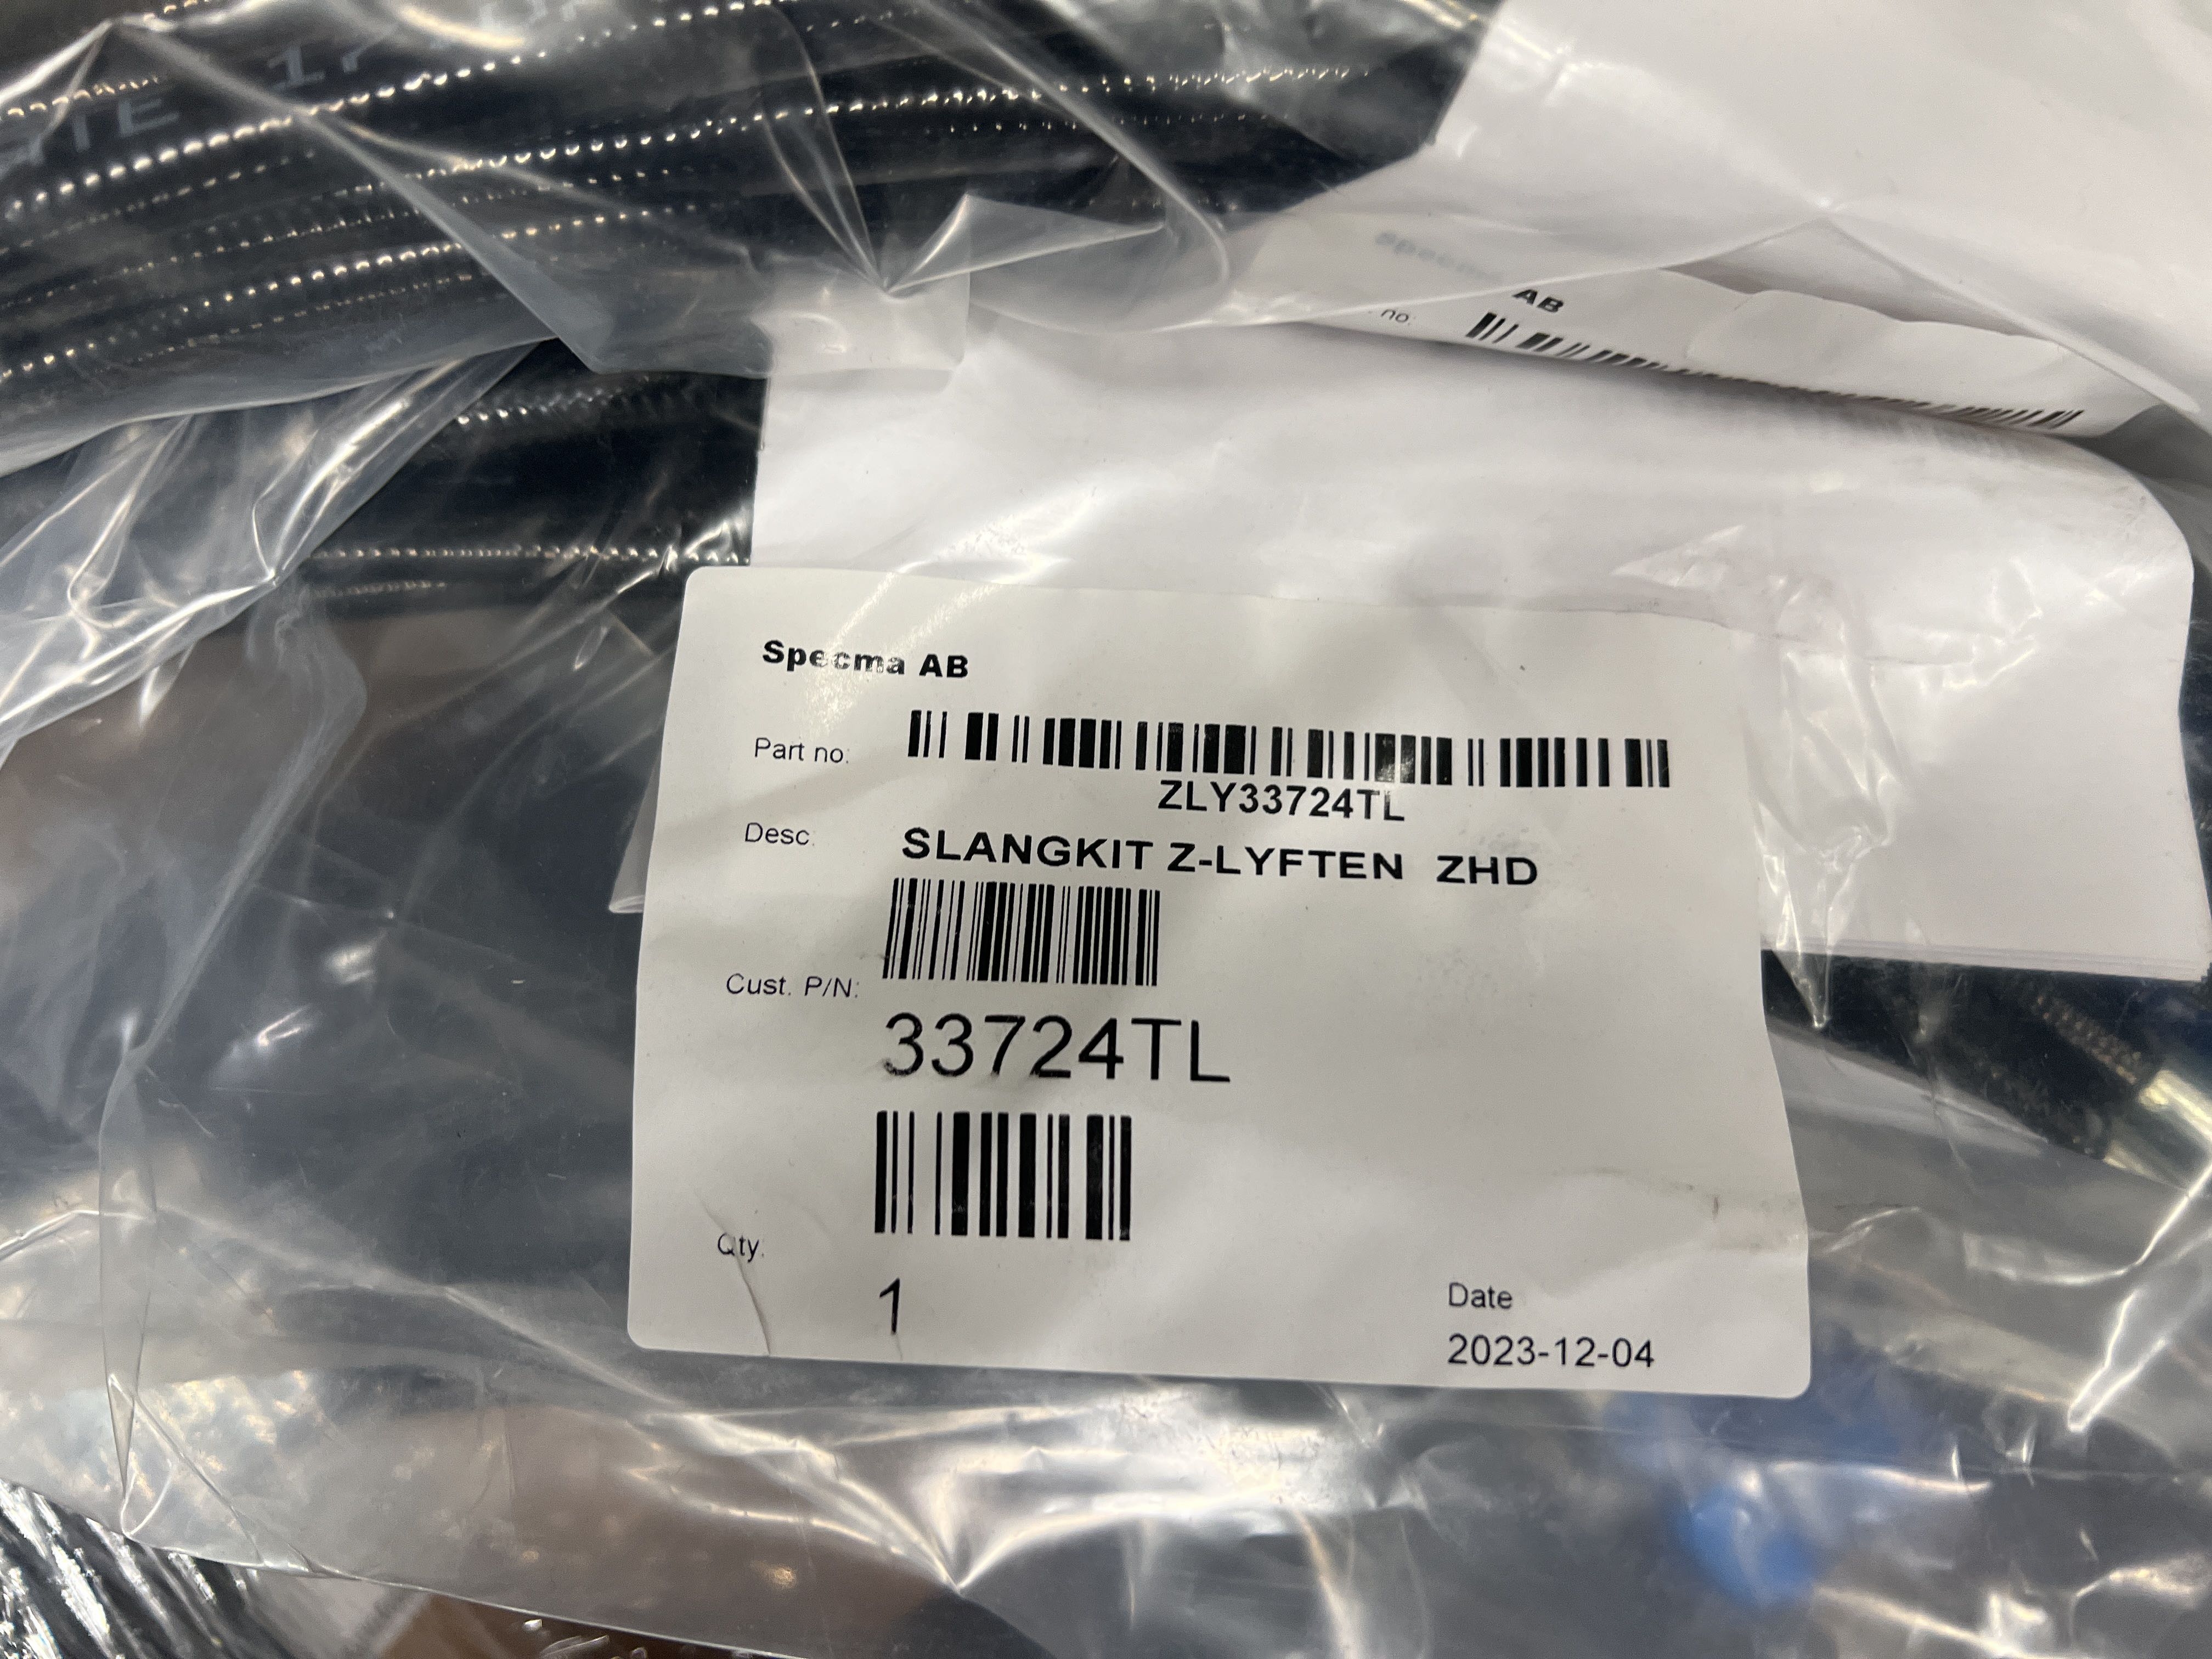 AB
no.
Specma AB
Part no:
ZLY33724TL
Desc.
SLANGKIT Z-LYFTEN ZHD
Cust. P/N:
33724TL
Qty.
1
Date
2023-12-04